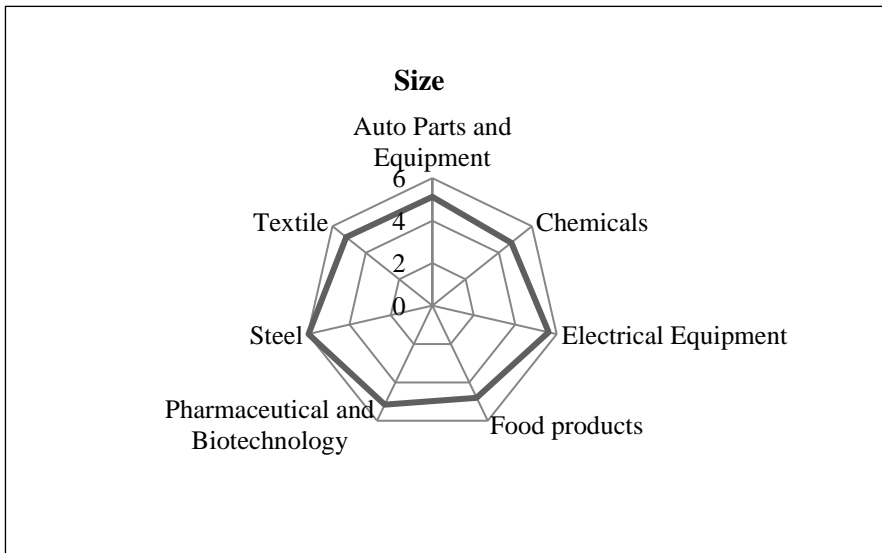 Size
Auto Parts and
Equipment
6
Textile
4
Chemicals
2
0
Steel
Electrical Equipment
Pharmaceutical and
Biotechnology
Food products